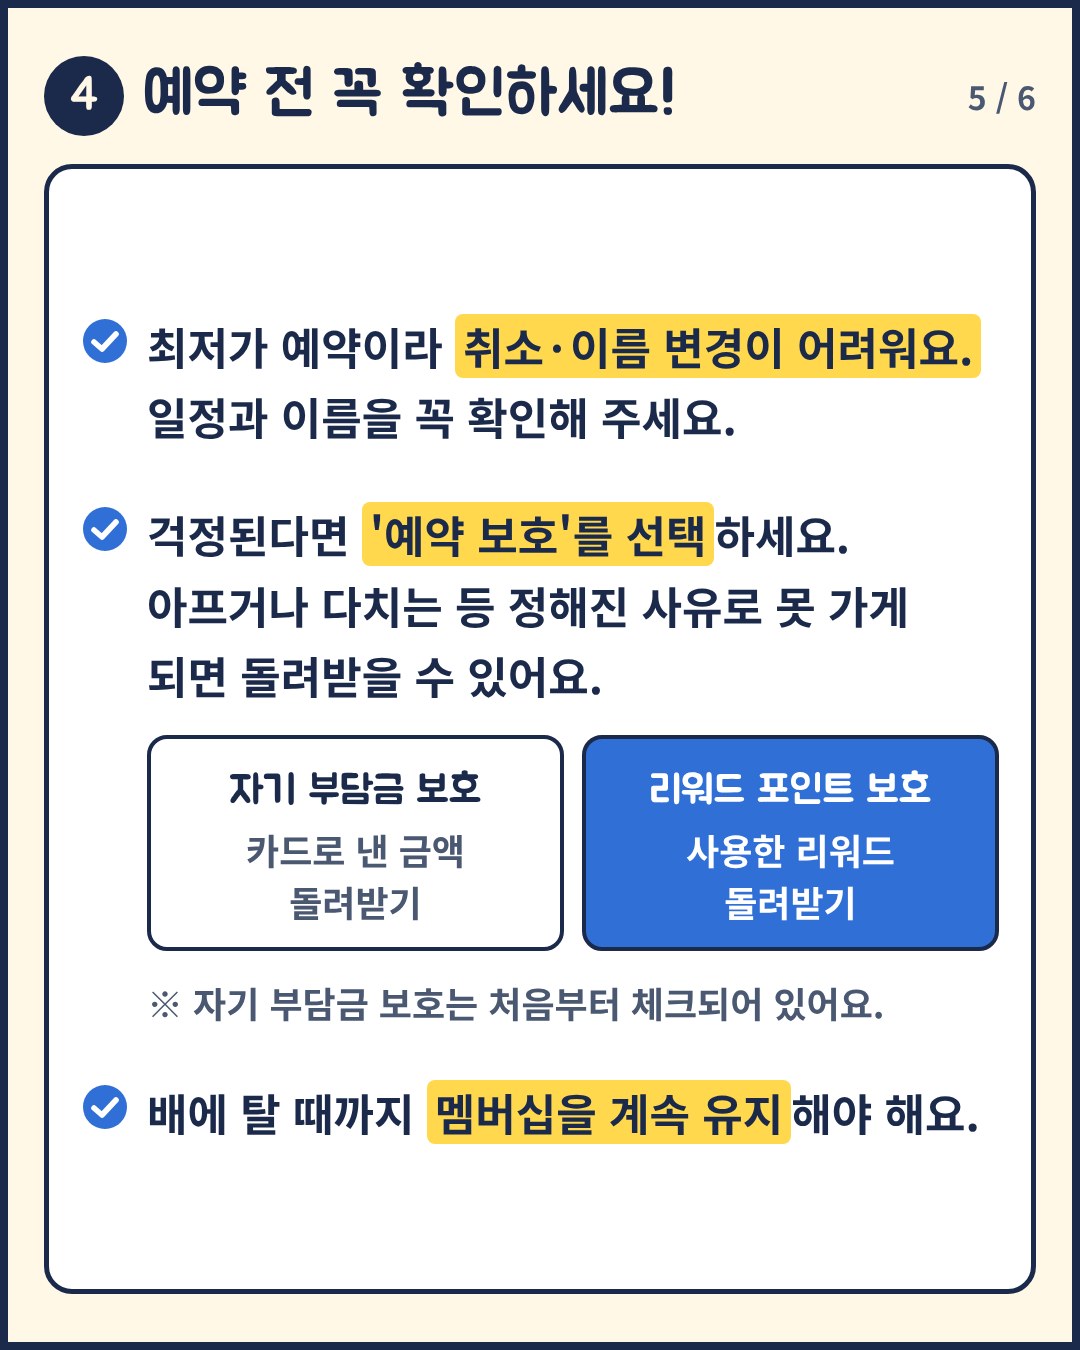 4 예약 전 꼭 확인하세요!
5 / 6
최저가 예약이라 취소·이름 변경이 어려워요.
일정과 이름을 꼭 확인해 주세요.
걱정된다면 '예약 보호'를 선택하세요.
아프거나 다치는 등 정해진 사유로 못 가게
되면 돌려받을 수 있어요.
자기 부담금 보호
카드로 낸 금액
돌려받기
리워드 포인트 보호
사용한 리워드
돌려받기
※ 자기 부담금 보호는 처음부터 체크되어 있어요.
배에 탈 때까지 멤버십을 계속 유지해야 해요.